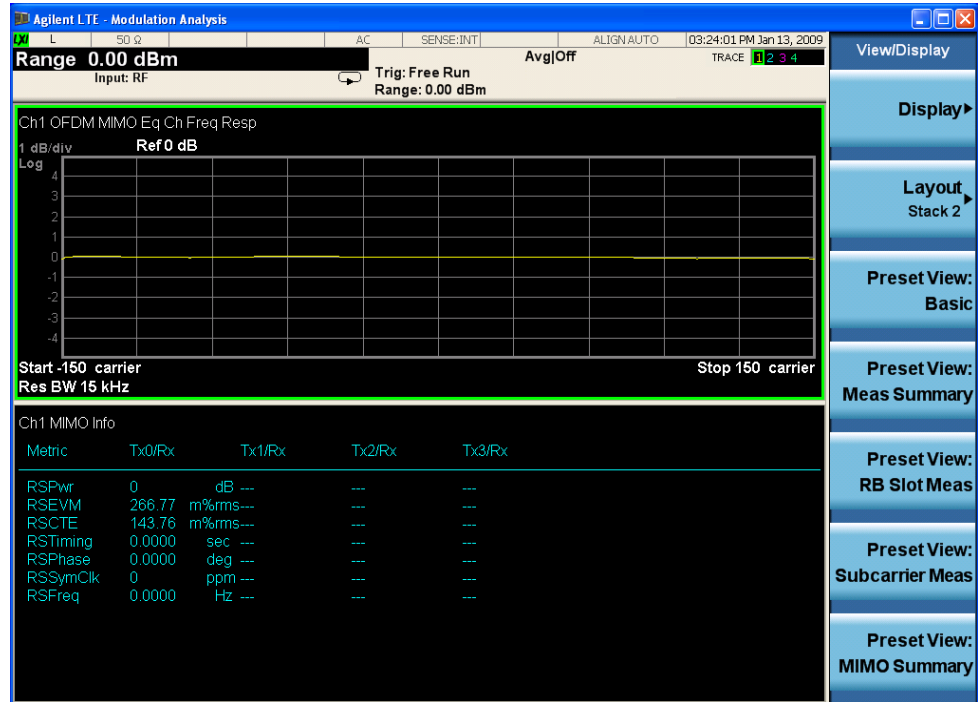 Agilent LTE - Modulation Analysis
LXI L 50 Ω AC SENSE:INT ALIGN AUTO 03:24:01 PM Jan 13, 2009
Range 0.00 dBm
Input: RF
Trig: Free Run
Range: 0.00 dBm
Avg|Off
TRACE 1 2 3 4
Ch1 OFDM MIMO Eq Ch Freq Resp
1 dB/div Ref 0 dB
Log
4
3
2
1
0
-1
-2
-3
-4
Start -150 carrier Stop 150 carrier
Res BW 15 kHz
Ch1 MIMO Info
Metric Tx0/Rx Tx1/Rx Tx2/Rx Tx3/Rx
RSPwr 0 dB --- --- ---
RSEVM 266.77 m%rms--- --- ---
RSCTE 143.76 m%rms--- --- ---
RSTiming 0.0000 sec --- --- ---
RSPhase 0.0000 deg --- --- ---
RSSymClk 0 ppm --- --- ---
RSFreq 0.0000 Hz --- --- ---
View/Display
Display
Layout
Stack 2
Preset View:
Basic
Preset View:
Meas Summary
Preset View:
RB Slot Meas
Preset View:
Subcarrier Meas
Preset View:
MIMO Summary